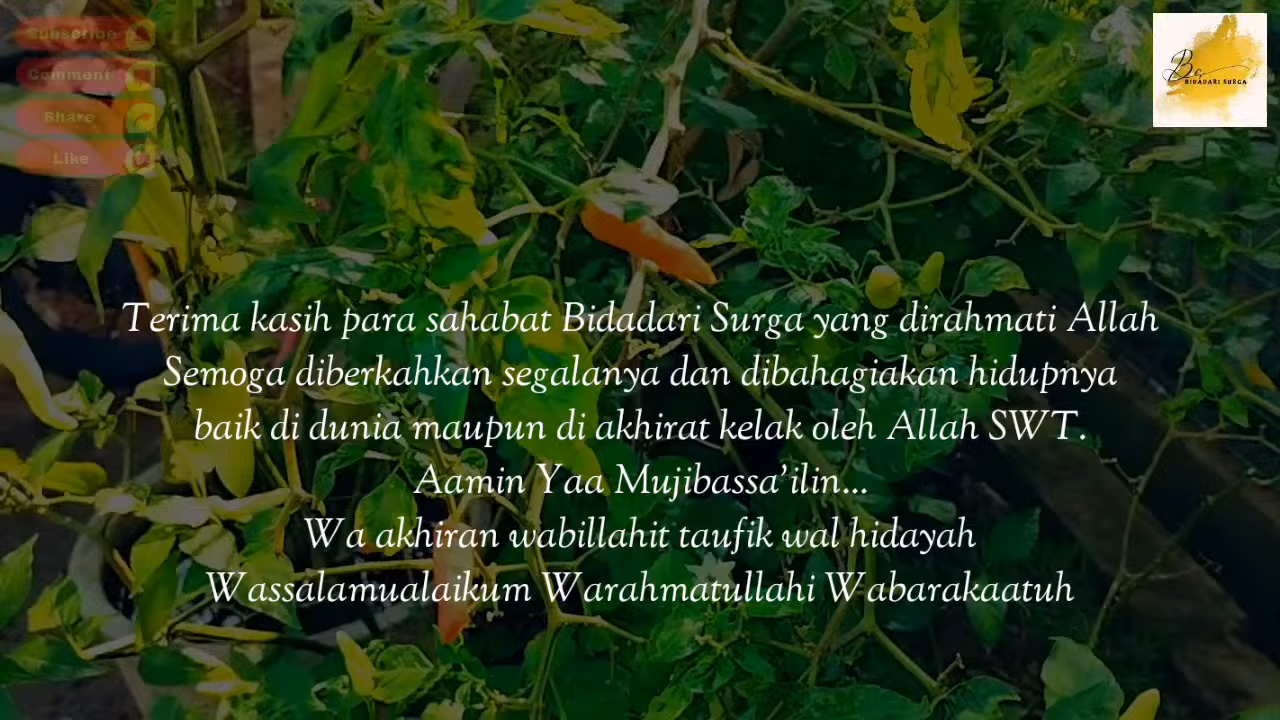 Subscribe
Comment
Share
Like
BIDADARI SURGA
Terima kasih para sahabat Bidadari Surga yang dirahmati Allah
Semoga diberkahkan segalanya dan dibahagiakan hidupnya
baik di dunia maupun di akhirat kelak oleh Allah SWT.
Aamin Yaa Mujibassa'ilin...
Wa akhiran wabillahit taufik wal hidayah
Wassalamualaikum Warahmatullahi Wabarakaatuh